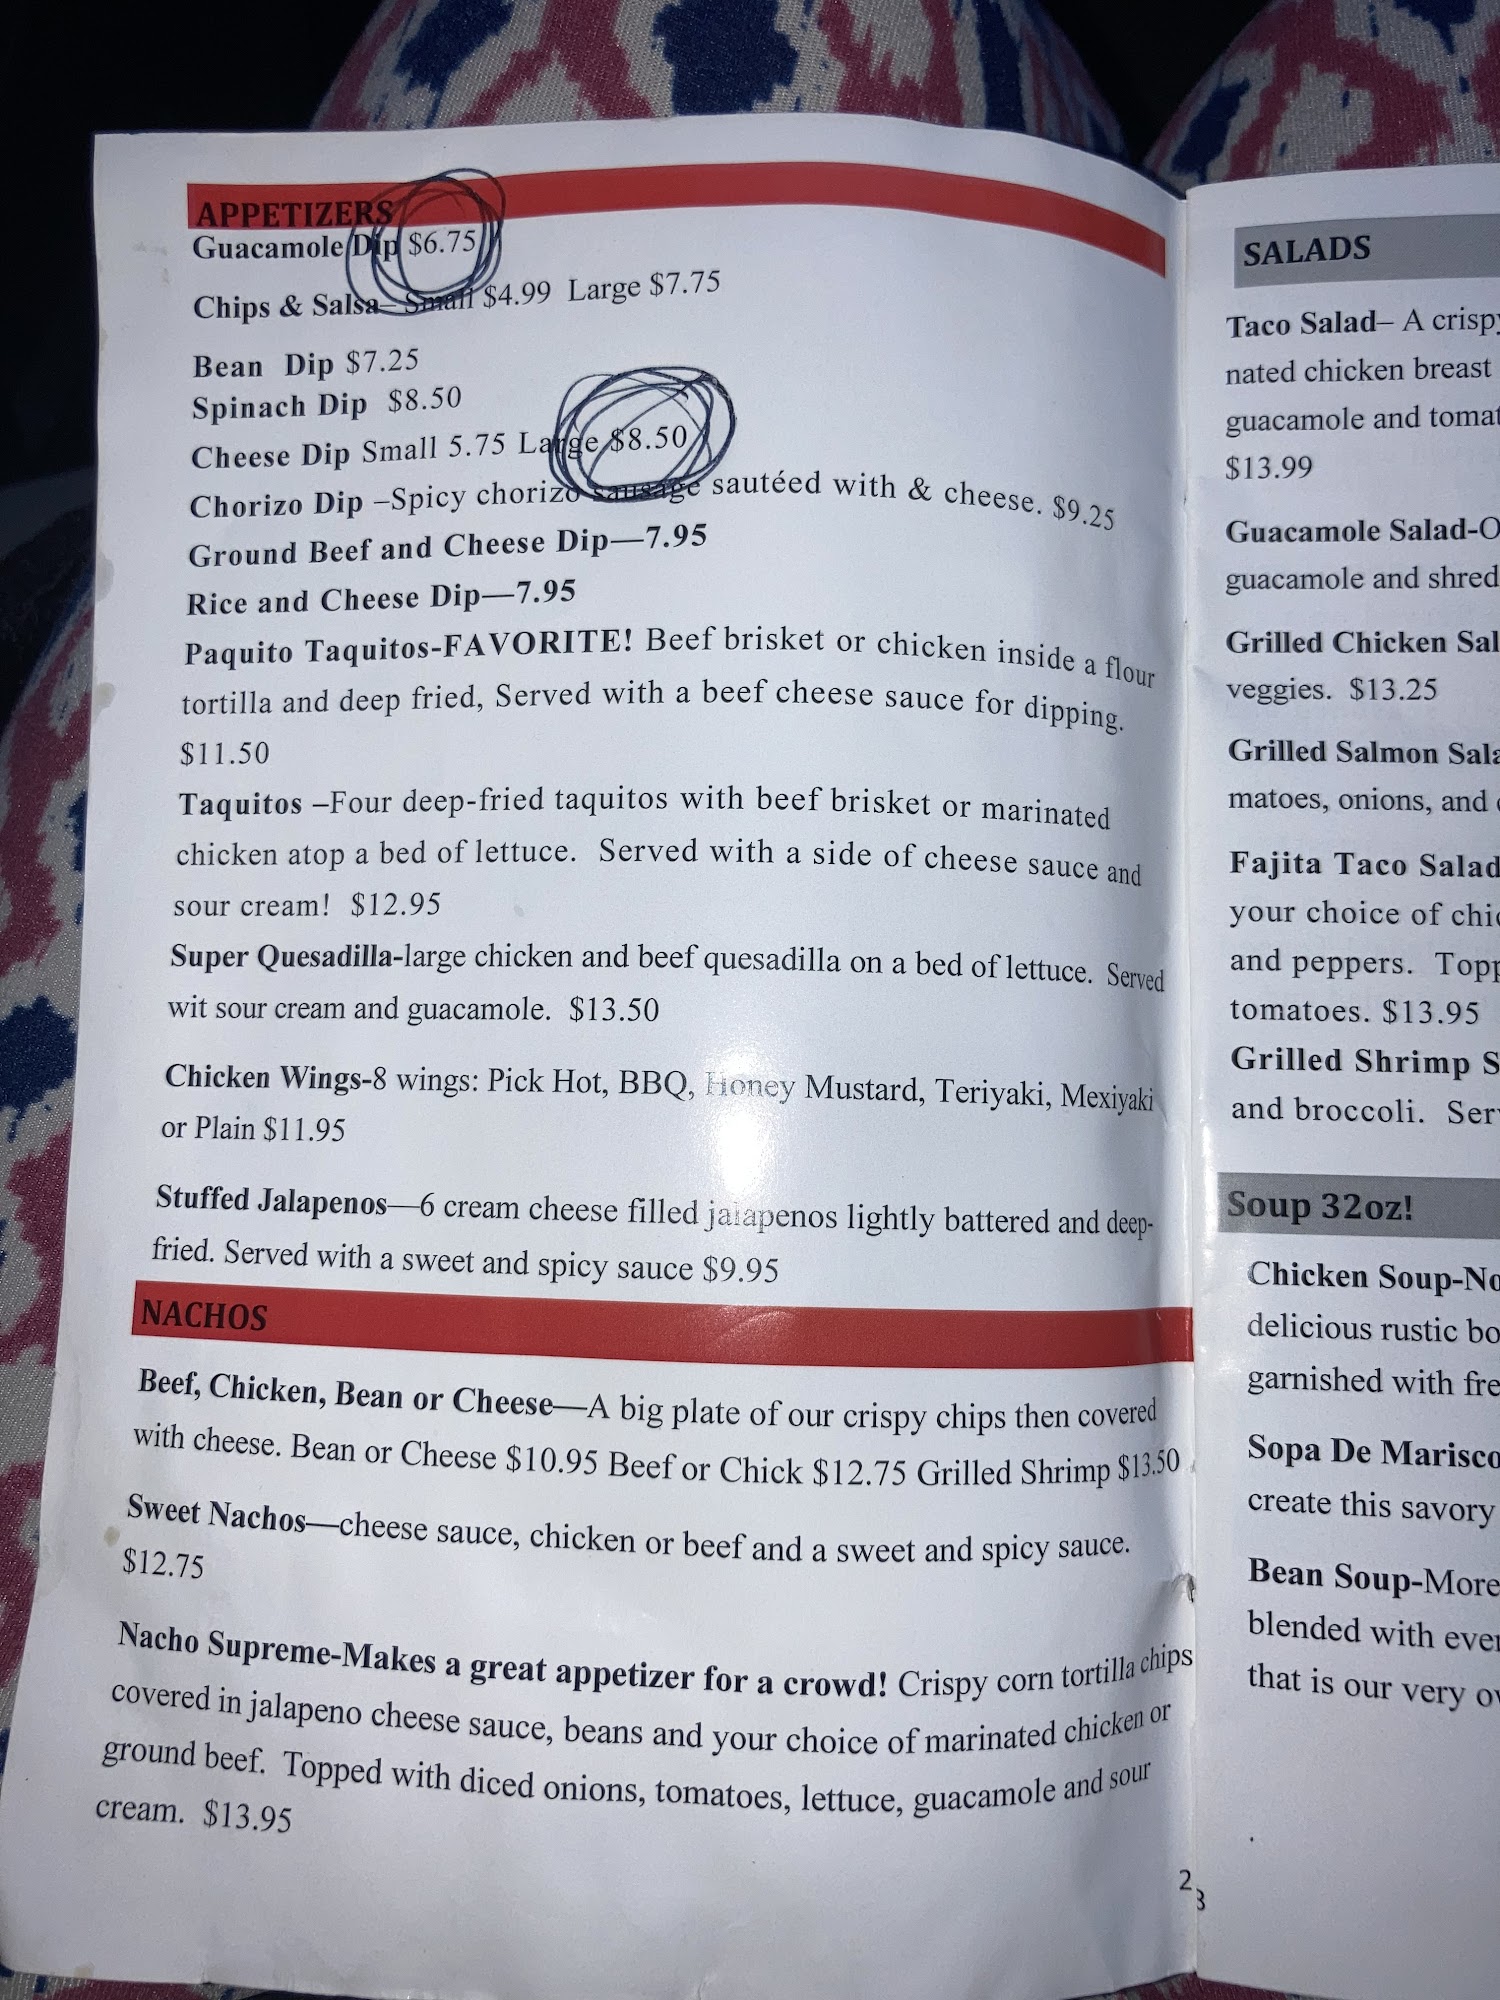 APPETIZERS
Guacamole Dip $6.75
Chips & Salsa– Small $4.99 Large $7.75
Bean Dip $7.25
Spinach Dip $8.50
Cheese Dip Small 5.75 Large $8.50
Chorizo Dip –Spicy chorizo sausage sautéed with & cheese. $9.25
Ground Beef and Cheese Dip—7.95
Rice and Cheese Dip—7.95
Paquito Taquitos-FAVORITE! Beef brisket or chicken inside a flour
tortilla and deep fried, Served with a beef cheese sauce for dipping.
$11.50
Taquitos –Four deep-fried taquitos with beef brisket or marinated
chicken atop a bed of lettuce. Served with a side of cheese sauce and
sour cream! $12.95
Super Quesadilla-large chicken and beef quesadilla on a bed of lettuce. Served
wit sour cream and guacamole. $13.50
Chicken Wings-8 wings: Pick Hot, BBQ, Honey Mustard, Teriyaki, Mexiyaki
or Plain $11.95
Stuffed Jalapenos—6 cream cheese filled jalapenos lightly battered and deep-
fried. Served with a sweet and spicy sauce $9.95
NACHOS
Beef, Chicken, Bean or Cheese—A big plate of our crispy chips then covered
with cheese. Bean or Cheese $10.95 Beef or Chick $12.75 Grilled Shrimp $13.50
Sweet Nachos—cheese sauce, chicken or beef and a sweet and spicy sauce.
$12.75
Nacho Supreme-Makes a great appetizer for a crowd! Crispy corn tortilla chips
covered in jalapeno cheese sauce, beans and your choice of marinated chicken or
ground beef. Topped with diced onions, tomatoes, lettuce, guacamole and sour
cream. $13.95
2
SALADS
Taco Salad– A crispy
nated chicken breast
guacamole and tomat
$13.99
Guacamole Salad-O
guacamole and shred
Grilled Chicken Sal
veggies. $13.25
Grilled Salmon Sala
matoes, onions, and
Fajita Taco Salad
your choice of chic
and peppers. Topp
tomatoes. $13.95
Grilled Shrimp S
and broccoli. Ser
Soup 32oz!
Chicken Soup-No
delicious rustic bo
garnished with fre
Sopa De Marisco
create this savory
Bean Soup-More
blended with ever
that is our very ov
3